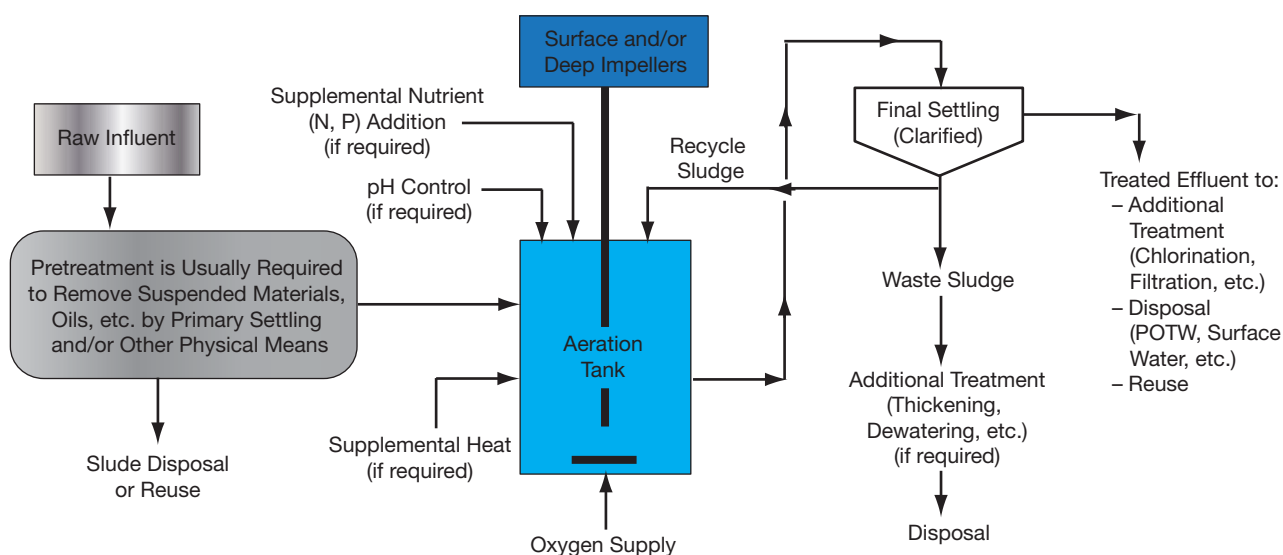 Surface and/or
Deep Impellers
Raw Influent
Supplemental Nutrient
(N, P) Addition
(if required)
pH Control
(if required)
Recycle
Sludge
Final Settling
(Clarified)
Pretreatment is Usually Required
to Remove Suspended Materials,
Oils, etc. by Primary Settling
and/or Other Physical Means
Slude Disposal
or Reuse
Supplemental Heat
(if required)
Aeration
Tank
Oxygen Supply
Waste Sludge
Additional Treatment
(Thickening,
Dewatering, etc.)
(if required)
Disposal
Treated Effluent to:
– Additional
Treatment
(Chlorination,
Filtration, etc.)
– Disposal
(POTW, Surface
Water, etc.)
– Reuse